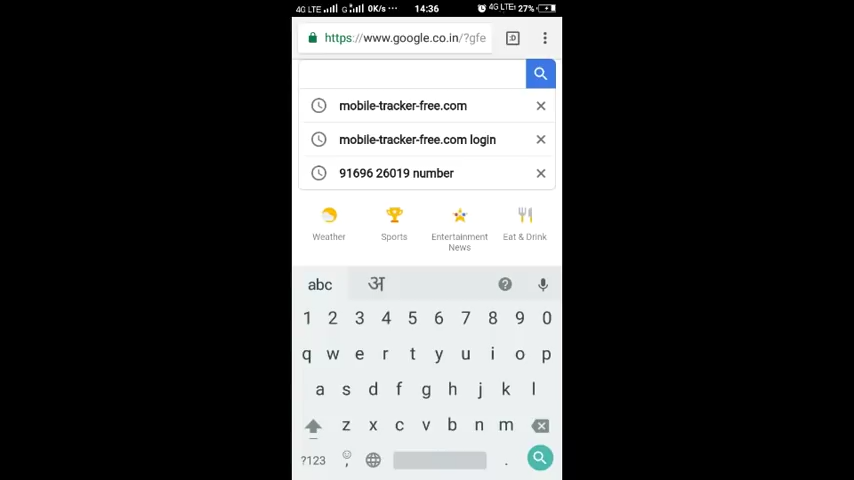 4G LTE G 0K/s ... 14:36 4G LTE 27%
https://www.google.co.in/?gfe
:D
mobile-tracker-free.com
mobile-tracker-free.com login
91696 26019 number
Weather Sports Entertainment News Eat & Drink
abc अ ?
1 2 3 4 5 6 7 8 9 0
q w e r t y u i o p
a s d f g h j k l
z x c v b n m
?123 , .